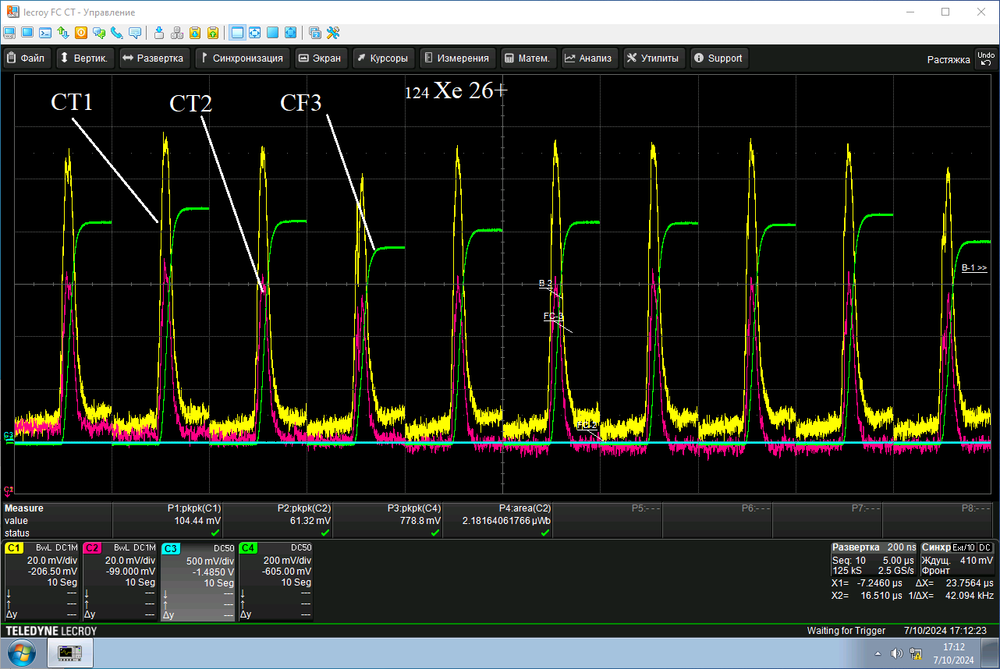 lecroy FC CT - Управление
Файл Вертик. Развертка Синхронизация Экран Курсоры Измерения Матем. Анализ Утилиты Support Растяжка Undo
CT1 CT2 CF3 124 Xe 26+
B-1 >>
B 2
FC-3
C3
C1
Measure P1:pkpk(C1) P2:pkpk(C2) P3:pkpk(C4) P4:area(C2) P5:--- P6:--- P7:--- P8:---
value 104.44 mV 61.32 mV 778.8 mV 2.18164061766 µWb
status
C1 BwL DC1M C2 BwL DC1M C3 DC50 C4 DC50 Развертка 200 ns Синхр Ext/10 DC
20.0 mV/div 20.0 mV/div 500 mV/div 200 mV/div Seq: 10 5.00 µs Ждущ. 410 mV
-206.50 mV -99.000 mV -1.4850 V -605.00 mV 125 kS 2.5 GS/s Фронт
10 Seg 10 Seg 10 Seg 10 Seg X1= -7.2460 µs ΔX= 23.7564 µs
↓ --- ↓ --- ↓ --- ↓ --- X2= 16.510 µs 1/ΔX= 42.094 kHz
↑ --- ↑ --- ↑ --- ↑ ---
Δy --- Δy --- Δy --- Δy ---
TELEDYNE LECROY Waiting for Trigger 7/10/2024 17:12:23
17:12
7/10/2024